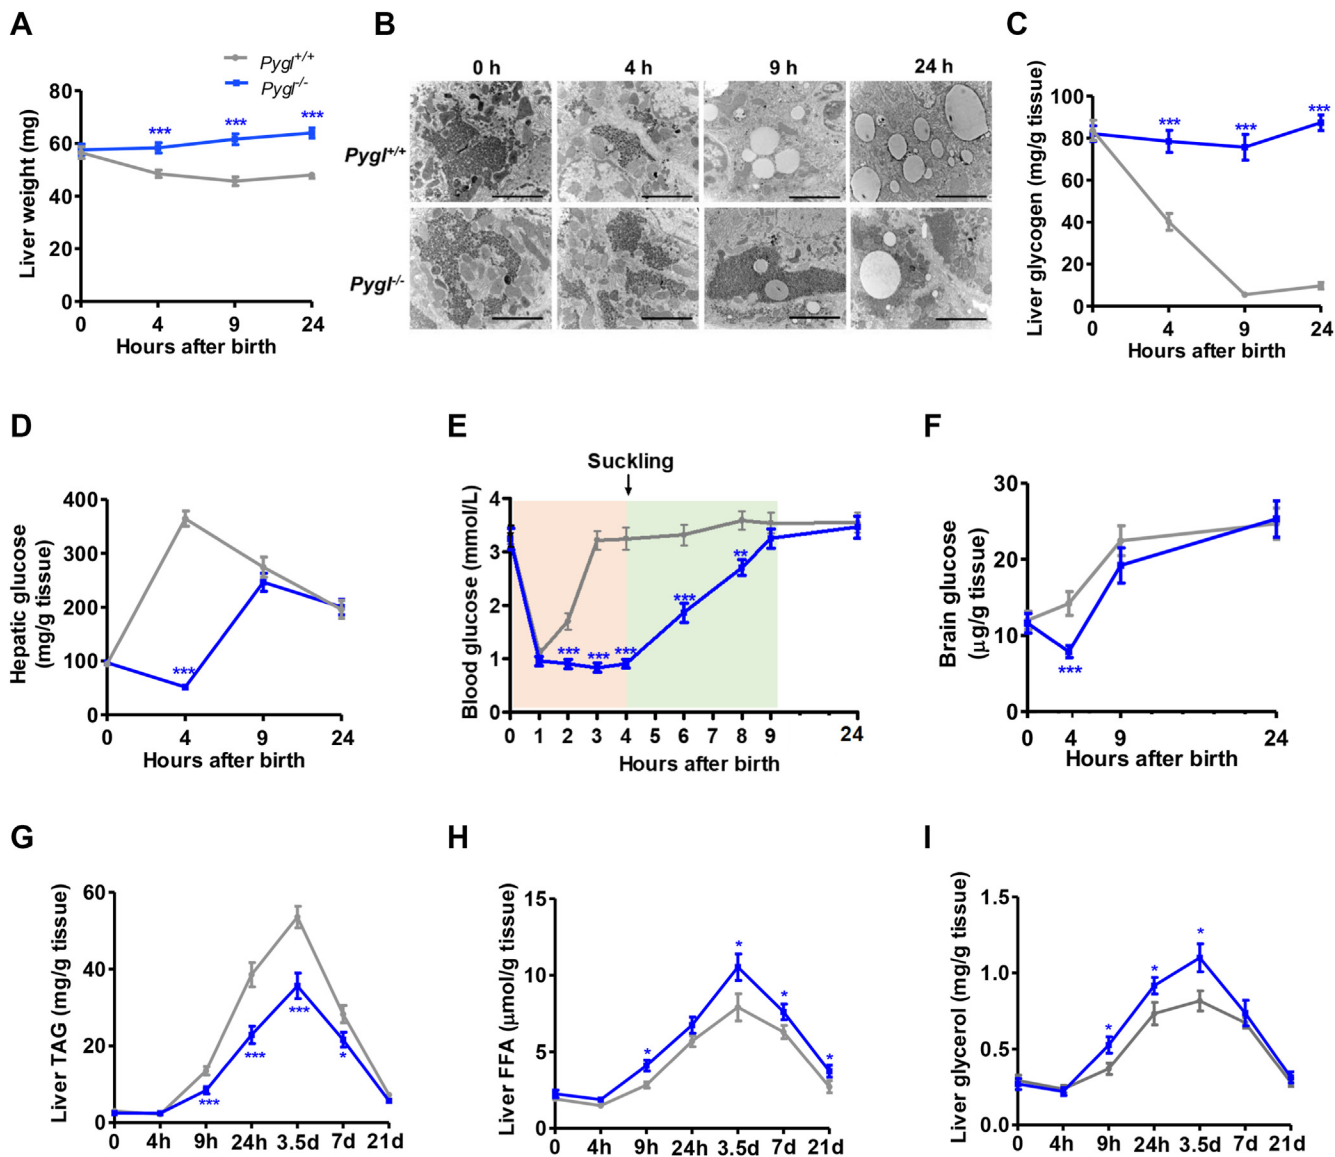 A
Pygl+/+
Pygl-/-
Liver weight (mg)
80
60
40
20
0
***
***
***
0
4
9
24
Hours after birth
B
0 h
4 h
9 h
24 h
Pygl+/+
Pygl-/-
C
Liver glycogen (mg/g tissue)
100
80
60
40
20
0
***
***
***
0
4
9
24
Hours after birth
D
Hepatic glucose
(mg/g tissue)
400
300
200
100
0
***
0
4
9
24
Hours after birth
E
Suckling
Blood glucose (mmol/L)
4
3
2
1
0
***
***
***
***
**
0 1 2 3 4 5 6 7 8 9 24
Hours after birth
F
Brain glucose
(µg/g tissue)
30
20
10
0
***
0
4
9
24
Hours after birth
G
Liver TAG (mg/g tissue)
60
40
20
0
***
***
***
*
0 4h 9h 24h 3.5d 7d 21d
H
Liver FFA (µmol/g tissue)
15
10
5
0
*
*
*
*
0 4h 9h 24h 3.5d 7d 21d
I
Liver glycerol (mg/g tissue)
1.5
1.0
0.5
0.0
*
*
*
0 4h 9h 24h 3.5d 7d 21d